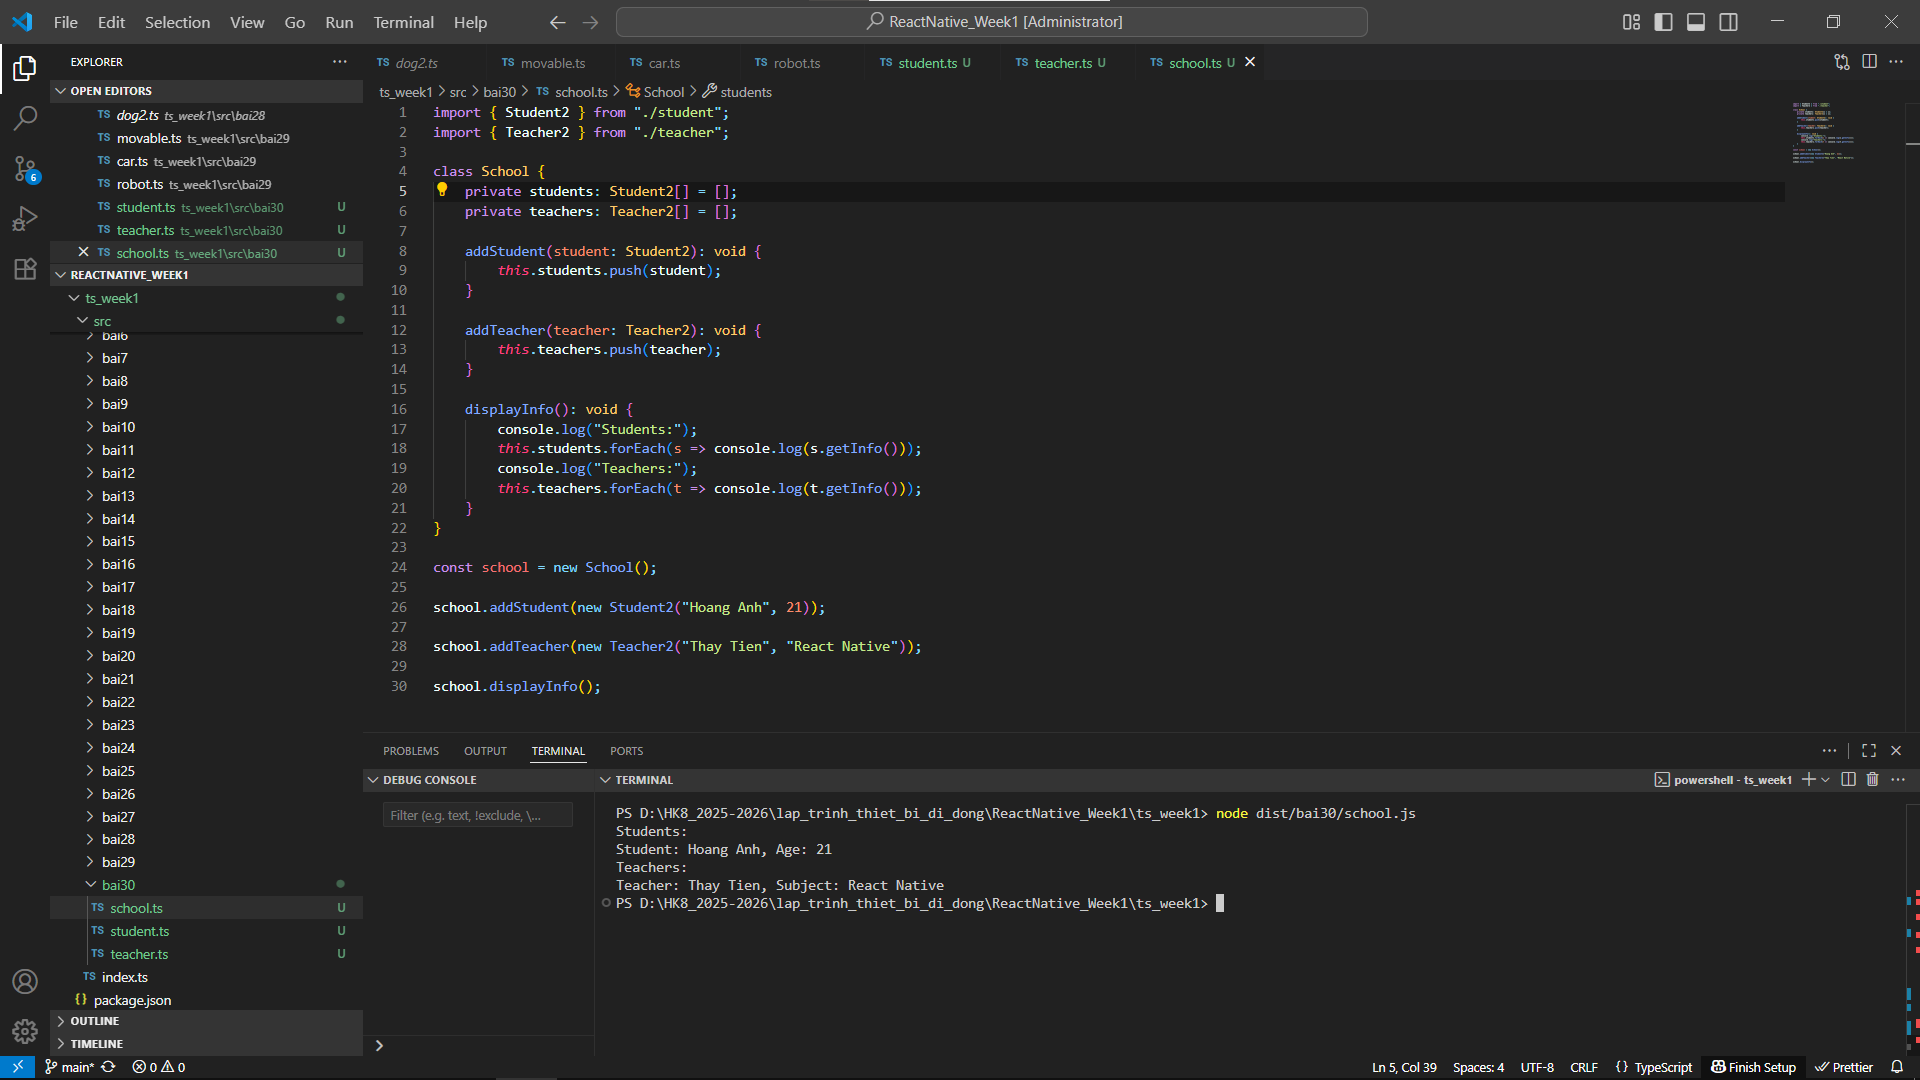 File Edit Selection View Go Run Terminal Help
ReactNative_Week1 [Administrator]
EXPLORER
OPEN EDITORS
TS dog2.ts ts_week1\src\bai28
TS movable.ts ts_week1\src\bai29
TS car.ts ts_week1\src\bai29
TS robot.ts ts_week1\src\bai29
TS student.ts ts_week1\src\bai30 U
TS teacher.ts ts_week1\src\bai30 U
TS school.ts ts_week1\src\bai30 U
REACTNATIVE_WEEK1
ts_week1
src
bai6
bai7
bai8
bai9
bai10
bai11
bai12
bai13
bai14
bai15
bai16
bai17
bai18
bai19
bai20
bai21
bai22
bai23
bai24
bai25
bai26
bai27
bai28
bai29
bai30
TS school.ts U
TS student.ts U
TS teacher.ts U
TS index.ts
{} package.json
OUTLINE
TIMELINE
6
TS dog2.ts TS movable.ts TS car.ts TS robot.ts TS student.ts U TS teacher.ts U TS school.ts U
ts_week1 > src > bai30 > TS school.ts > School > students
1 import { Student2 } from "./student";
2 import { Teacher2 } from "./teacher";
3
4 class School {
5 private students: Student2[] = [];
6 private teachers: Teacher2[] = [];
7
8 addStudent(student: Student2): void {
9 this.students.push(student);
10 }
11
12 addTeacher(teacher: Teacher2): void {
13 this.teachers.push(teacher);
14 }
15
16 displayInfo(): void {
17 console.log("Students:");
18 this.students.forEach(s => console.log(s.getInfo()));
19 console.log("Teachers:");
20 this.teachers.forEach(t => console.log(t.getInfo()));
21 }
22 }
23
24 const school = new School();
25
26 school.addStudent(new Student2("Hoang Anh", 21));
27
28 school.addTeacher(new Teacher2("Thay Tien", "React Native"));
29
30 school.displayInfo();
PROBLEMS OUTPUT TERMINAL PORTS
DEBUG CONSOLE
Filter (e.g. text, !exclude, \...
TERMINAL
powershell - ts_week1
PS D:\HK8_2025-2026\lap_trinh_thiet_bi_di_dong\ReactNative_Week1\ts_week1> node dist/bai30/school.js
Students:
Student: Hoang Anh, Age: 21
Teachers:
Teacher: Thay Tien, Subject: React Native
PS D:\HK8_2025-2026\lap_trinh_thiet_bi_di_dong\ReactNative_Week1\ts_week1>
main* 0 0
Ln 5, Col 39 Spaces: 4 UTF-8 CRLF {} TypeScript Finish Setup Prettier